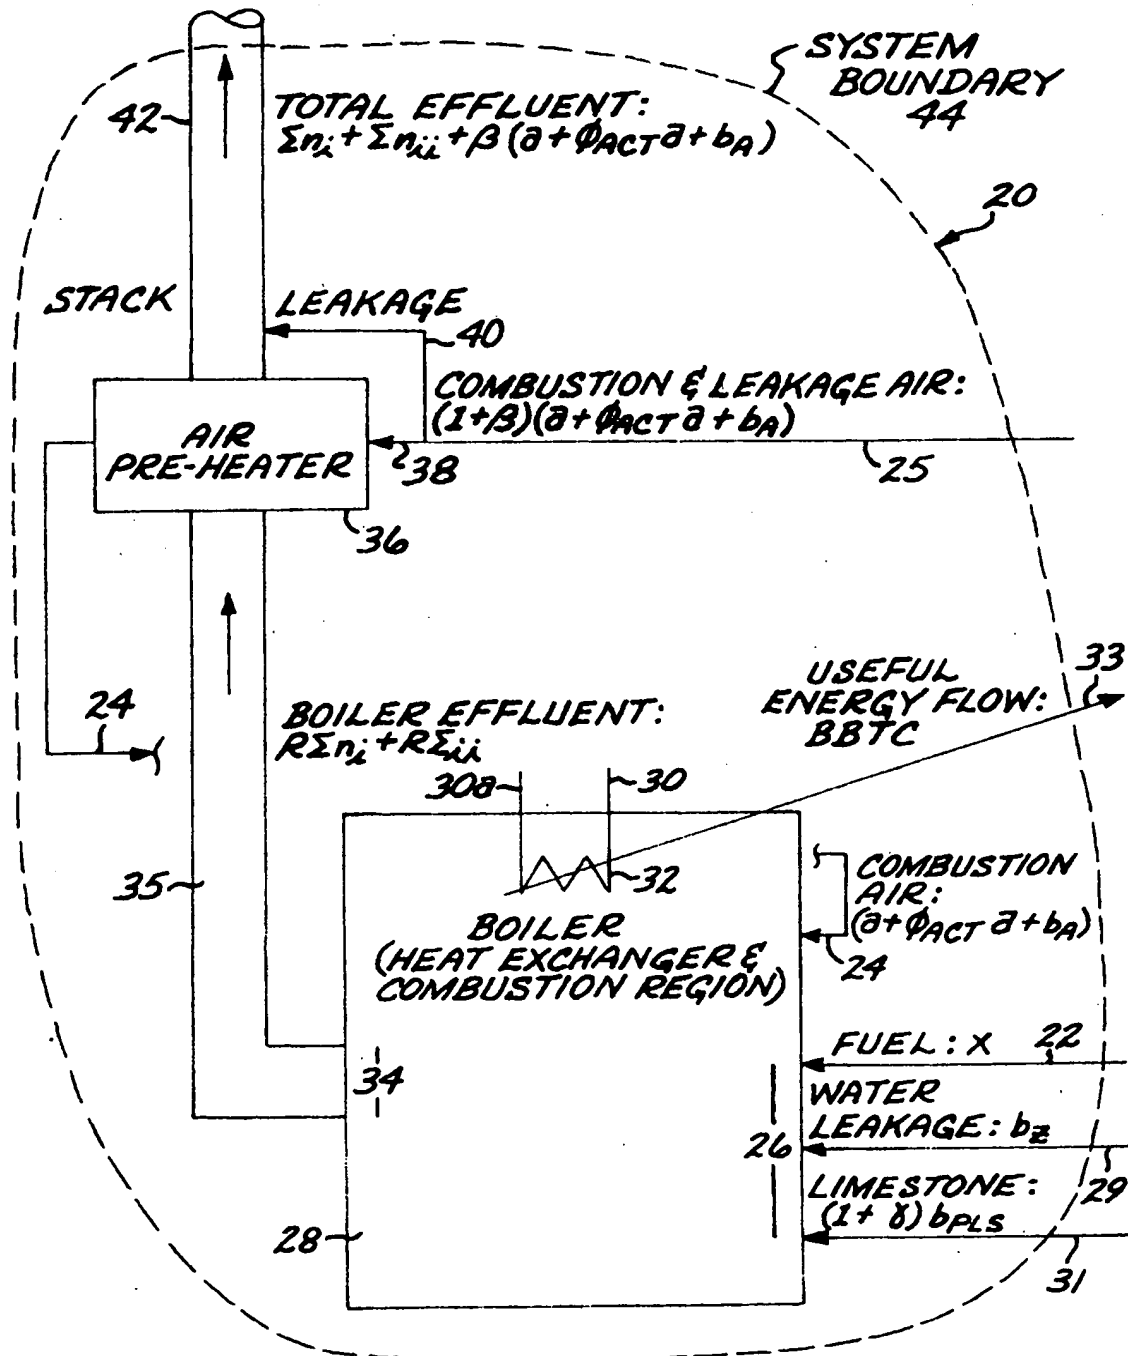 SYSTEM
BOUNDARY
44
42
TOTAL EFFLUENT:
Σnᵢ + Σnᵢᵢ + β(a + ϕACT a + bA)
20
STACK
LEAKAGE
40
COMBUSTION & LEAKAGE AIR:
(1+β)(a + ϕACT a + bA)
AIR
PRE-HEATER
38
25
36
33
USEFUL
ENERGY FLOW:
BBTC
24
BOILER EFFLUENT:
RΣnᵢ + RΣᵢᵢ
30a
30
32
COMBUSTION
AIR:
(a + ϕACT a + bA)
24
35
BOILER
(HEAT EXCHANGER &
COMBUSTION REGION)
FUEL: X
22
34
WATER
LEAKAGE: bZ
26
29
LIMESTONE:
(1 + γ) bPLS
28
31